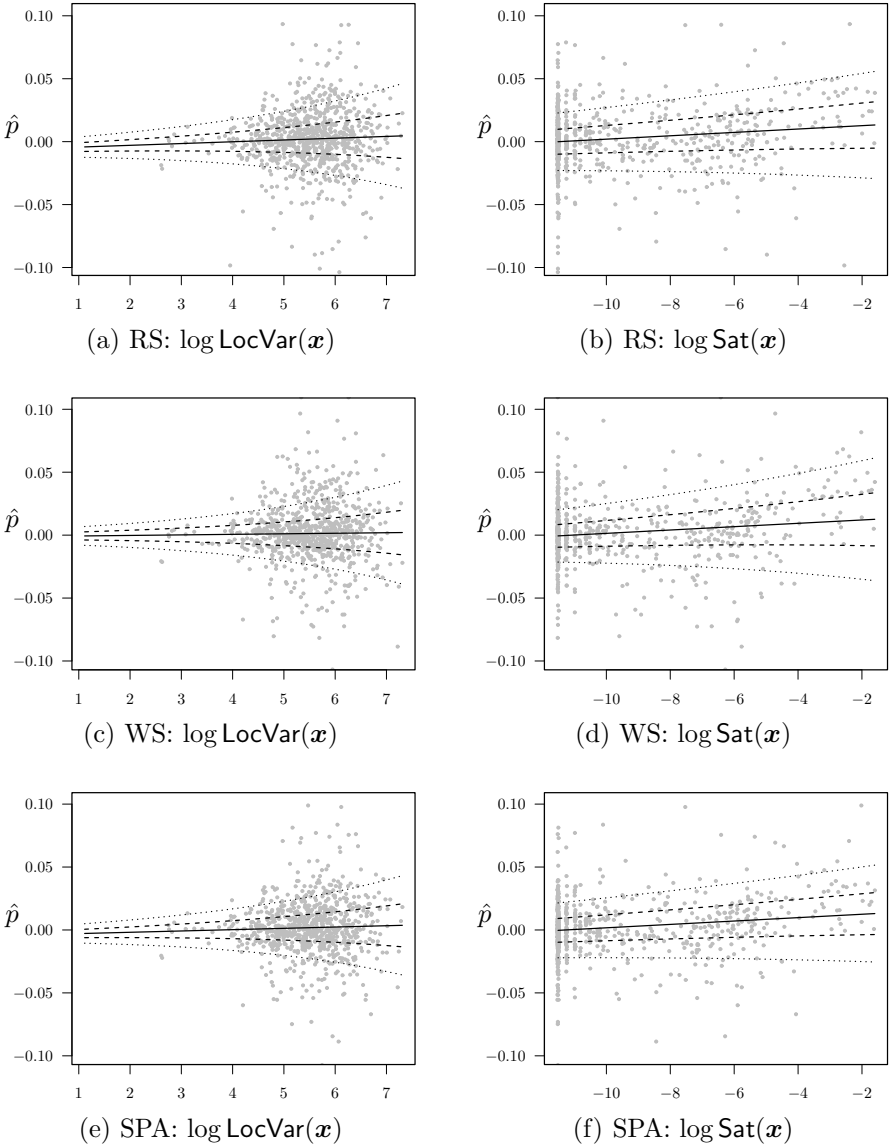 0.10
0.05
p̂ 0.00
−0.05
−0.10
1 2 3 4 5 6 7
(a) RS: log LocVar(x)
0.10
0.05
p̂ 0.00
−0.05
−0.10
−10 −8 −6 −4 −2
(b) RS: log Sat(x)
0.10
0.05
p̂ 0.00
−0.05
−0.10
1 2 3 4 5 6 7
(c) WS: log LocVar(x)
0.10
0.05
p̂ 0.00
−0.05
−0.10
−10 −8 −6 −4 −2
(d) WS: log Sat(x)
0.10
0.05
p̂ 0.00
−0.05
−0.10
1 2 3 4 5 6 7
(e) SPA: log LocVar(x)
0.10
0.05
p̂ 0.00
−0.05
−0.10
−10 −8 −6 −4 −2
(f) SPA: log Sat(x)